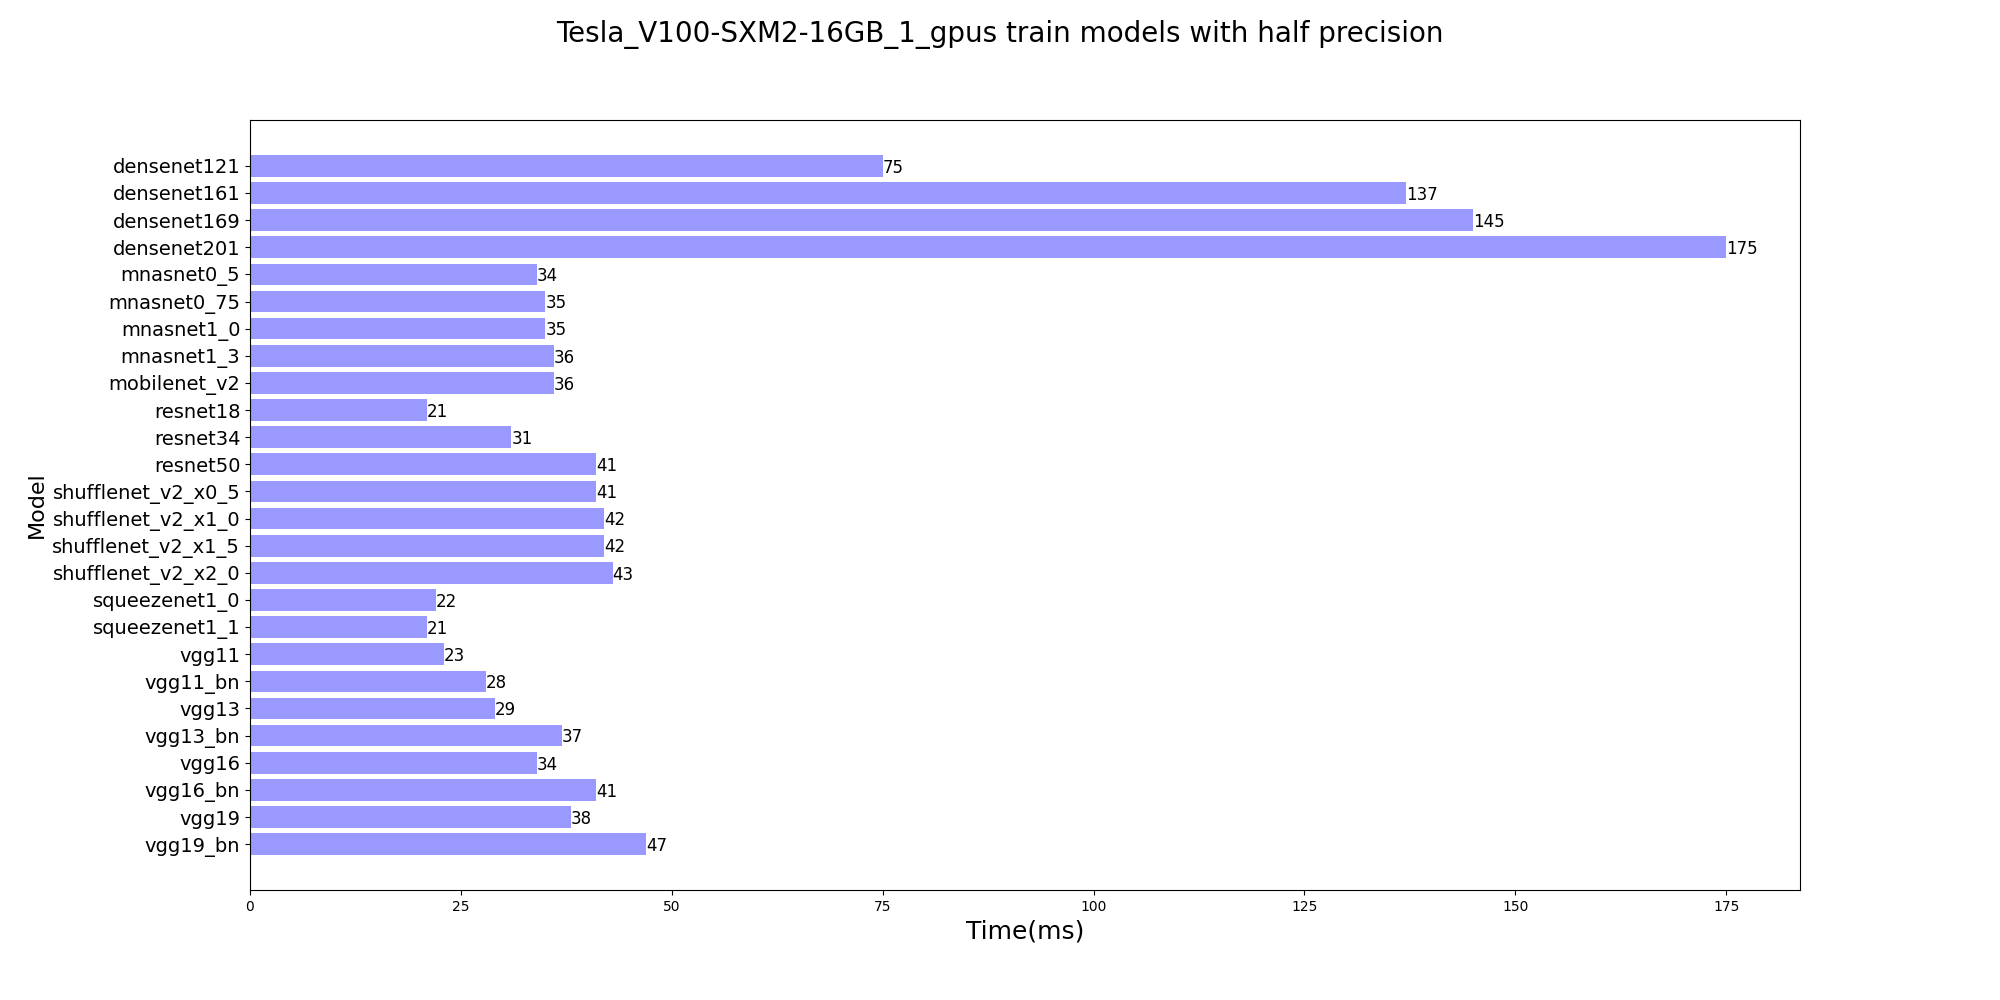 Tesla_V100-SXM2-16GB_1_gpus train models with half precision
densenet121 75
densenet161 137
densenet169 145
densenet201 175
mnasnet0_5 34
mnasnet0_75 35
mnasnet1_0 35
mnasnet1_3 36
mobilenet_v2 36
resnet18 21
resnet34 31
resnet50 41
Model
shufflenet_v2_x0_5 41
shufflenet_v2_x1_0 42
shufflenet_v2_x1_5 42
shufflenet_v2_x2_0 43
squeezenet1_0 22
squeezenet1_1 21
vgg11 23
vgg11_bn 28
vgg13 29
vgg13_bn 37
vgg16 34
vgg16_bn 41
vgg19 38
vgg19_bn 47
0 25 50 75 100 125 150 175
Time(ms)